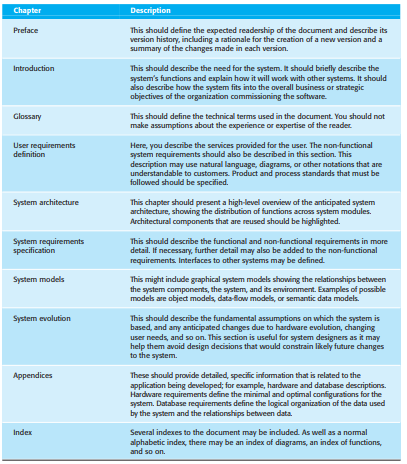 Chapter Description
Preface This should define the expected readership of the document and describe its
version history, including a rationale for the creation of a new version and a
summary of the changes made in each version.
Introduction This should describe the need for the system. It should briefly describe the
system's functions and explain how it will work with other systems. It should
also describe how the system fits into the overall business or strategic
objectives of the organization commissioning the software.
Glossary This should define the technical terms used in the document. You should not
make assumptions about the experience or expertise of the reader.
User requirements Here, you describe the services provided for the user. The non-functional
definition system requirements should also be described in this section. This
description may use natural language, diagrams, or other notations that are
understandable to customers. Product and process standards that must be
followed should be specified.
System architecture This chapter should present a high-level overview of the anticipated system
architecture, showing the distribution of functions across system modules.
Architectural components that are reused should be highlighted.
System requirements This should describe the functional and non-functional requirements in more
specification detail. If necessary, further detail may also be added to the non-functional
requirements. Interfaces to other systems may be defined.
System models This might include graphical system models showing the relationships between
the system components, the system, and its environment. Examples of possible
models are object models, data-flow models, or semantic data models.
System evolution This should describe the fundamental assumptions on which the system is
based, and any anticipated changes due to hardware evolution, changing
user needs, and so on. This section is useful for system designers as it may
help them avoid design decisions that would constrain likely future changes
to the system.
Appendices These should provide detailed, specific information that is related to the
application being developed; for example, hardware and database descriptions.
Hardware requirements define the minimal and optimal configurations for the
system. Database requirements define the logical organization of the data used
by the system and the relationships between data.
Index Several indexes to the document may be included. As well as a normal
alphabetic index, there may be an index of diagrams, an index of functions,
and so on.